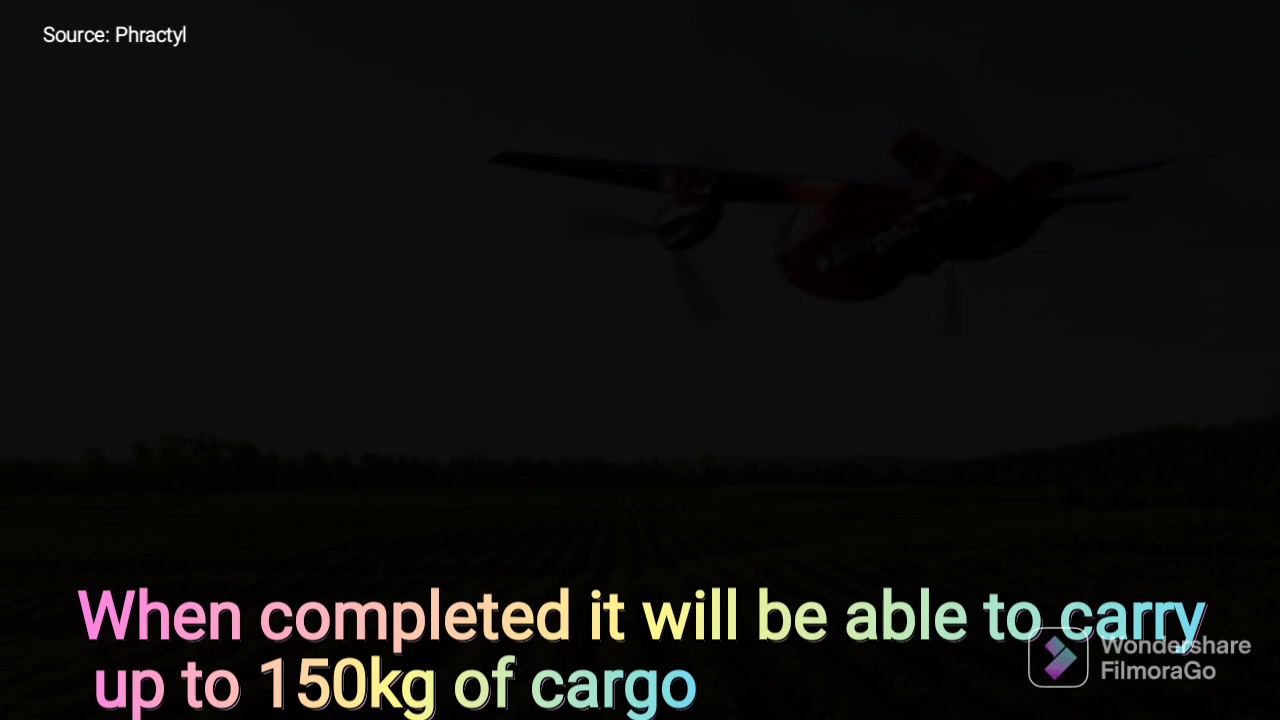 Source: Phractyl
When completed it will be able to carry
up to 150kg of cargo
Wondershare
FilmoraGo